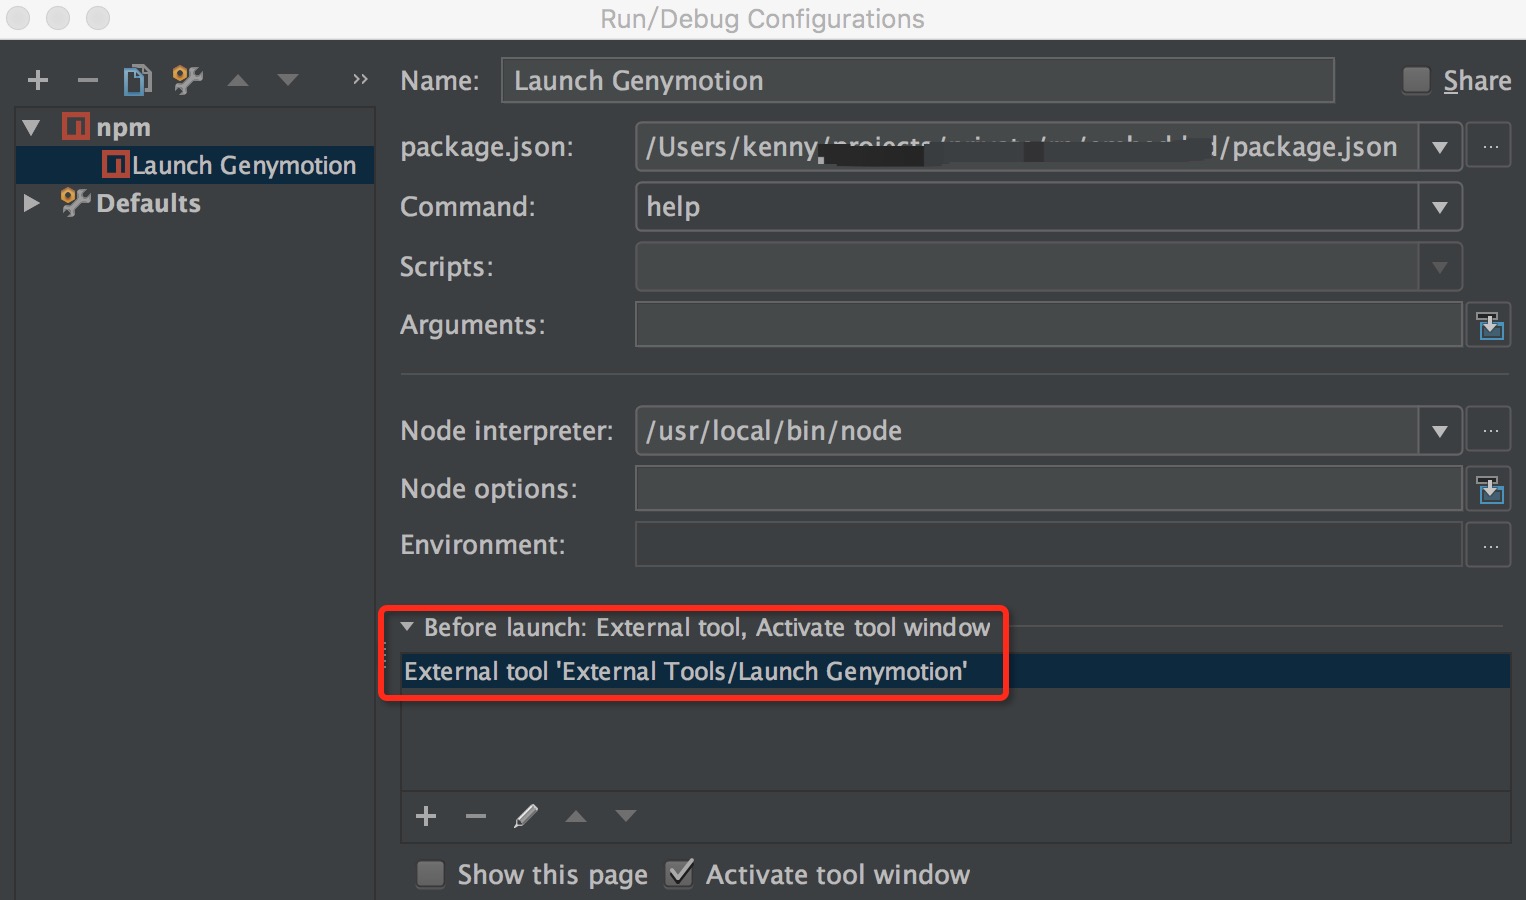 Run/Debug Configurations
Name: Launch Genymotion Share
npm
Launch Genymotion
Defaults
package.json: /Users/kenny /package.json
Command: help
Scripts:
Arguments:
Node interpreter: /usr/local/bin/node
Node options:
Environment:
Before launch: External tool, Activate tool window
External tool 'External Tools/Launch Genymotion'
Show this page Activate tool window